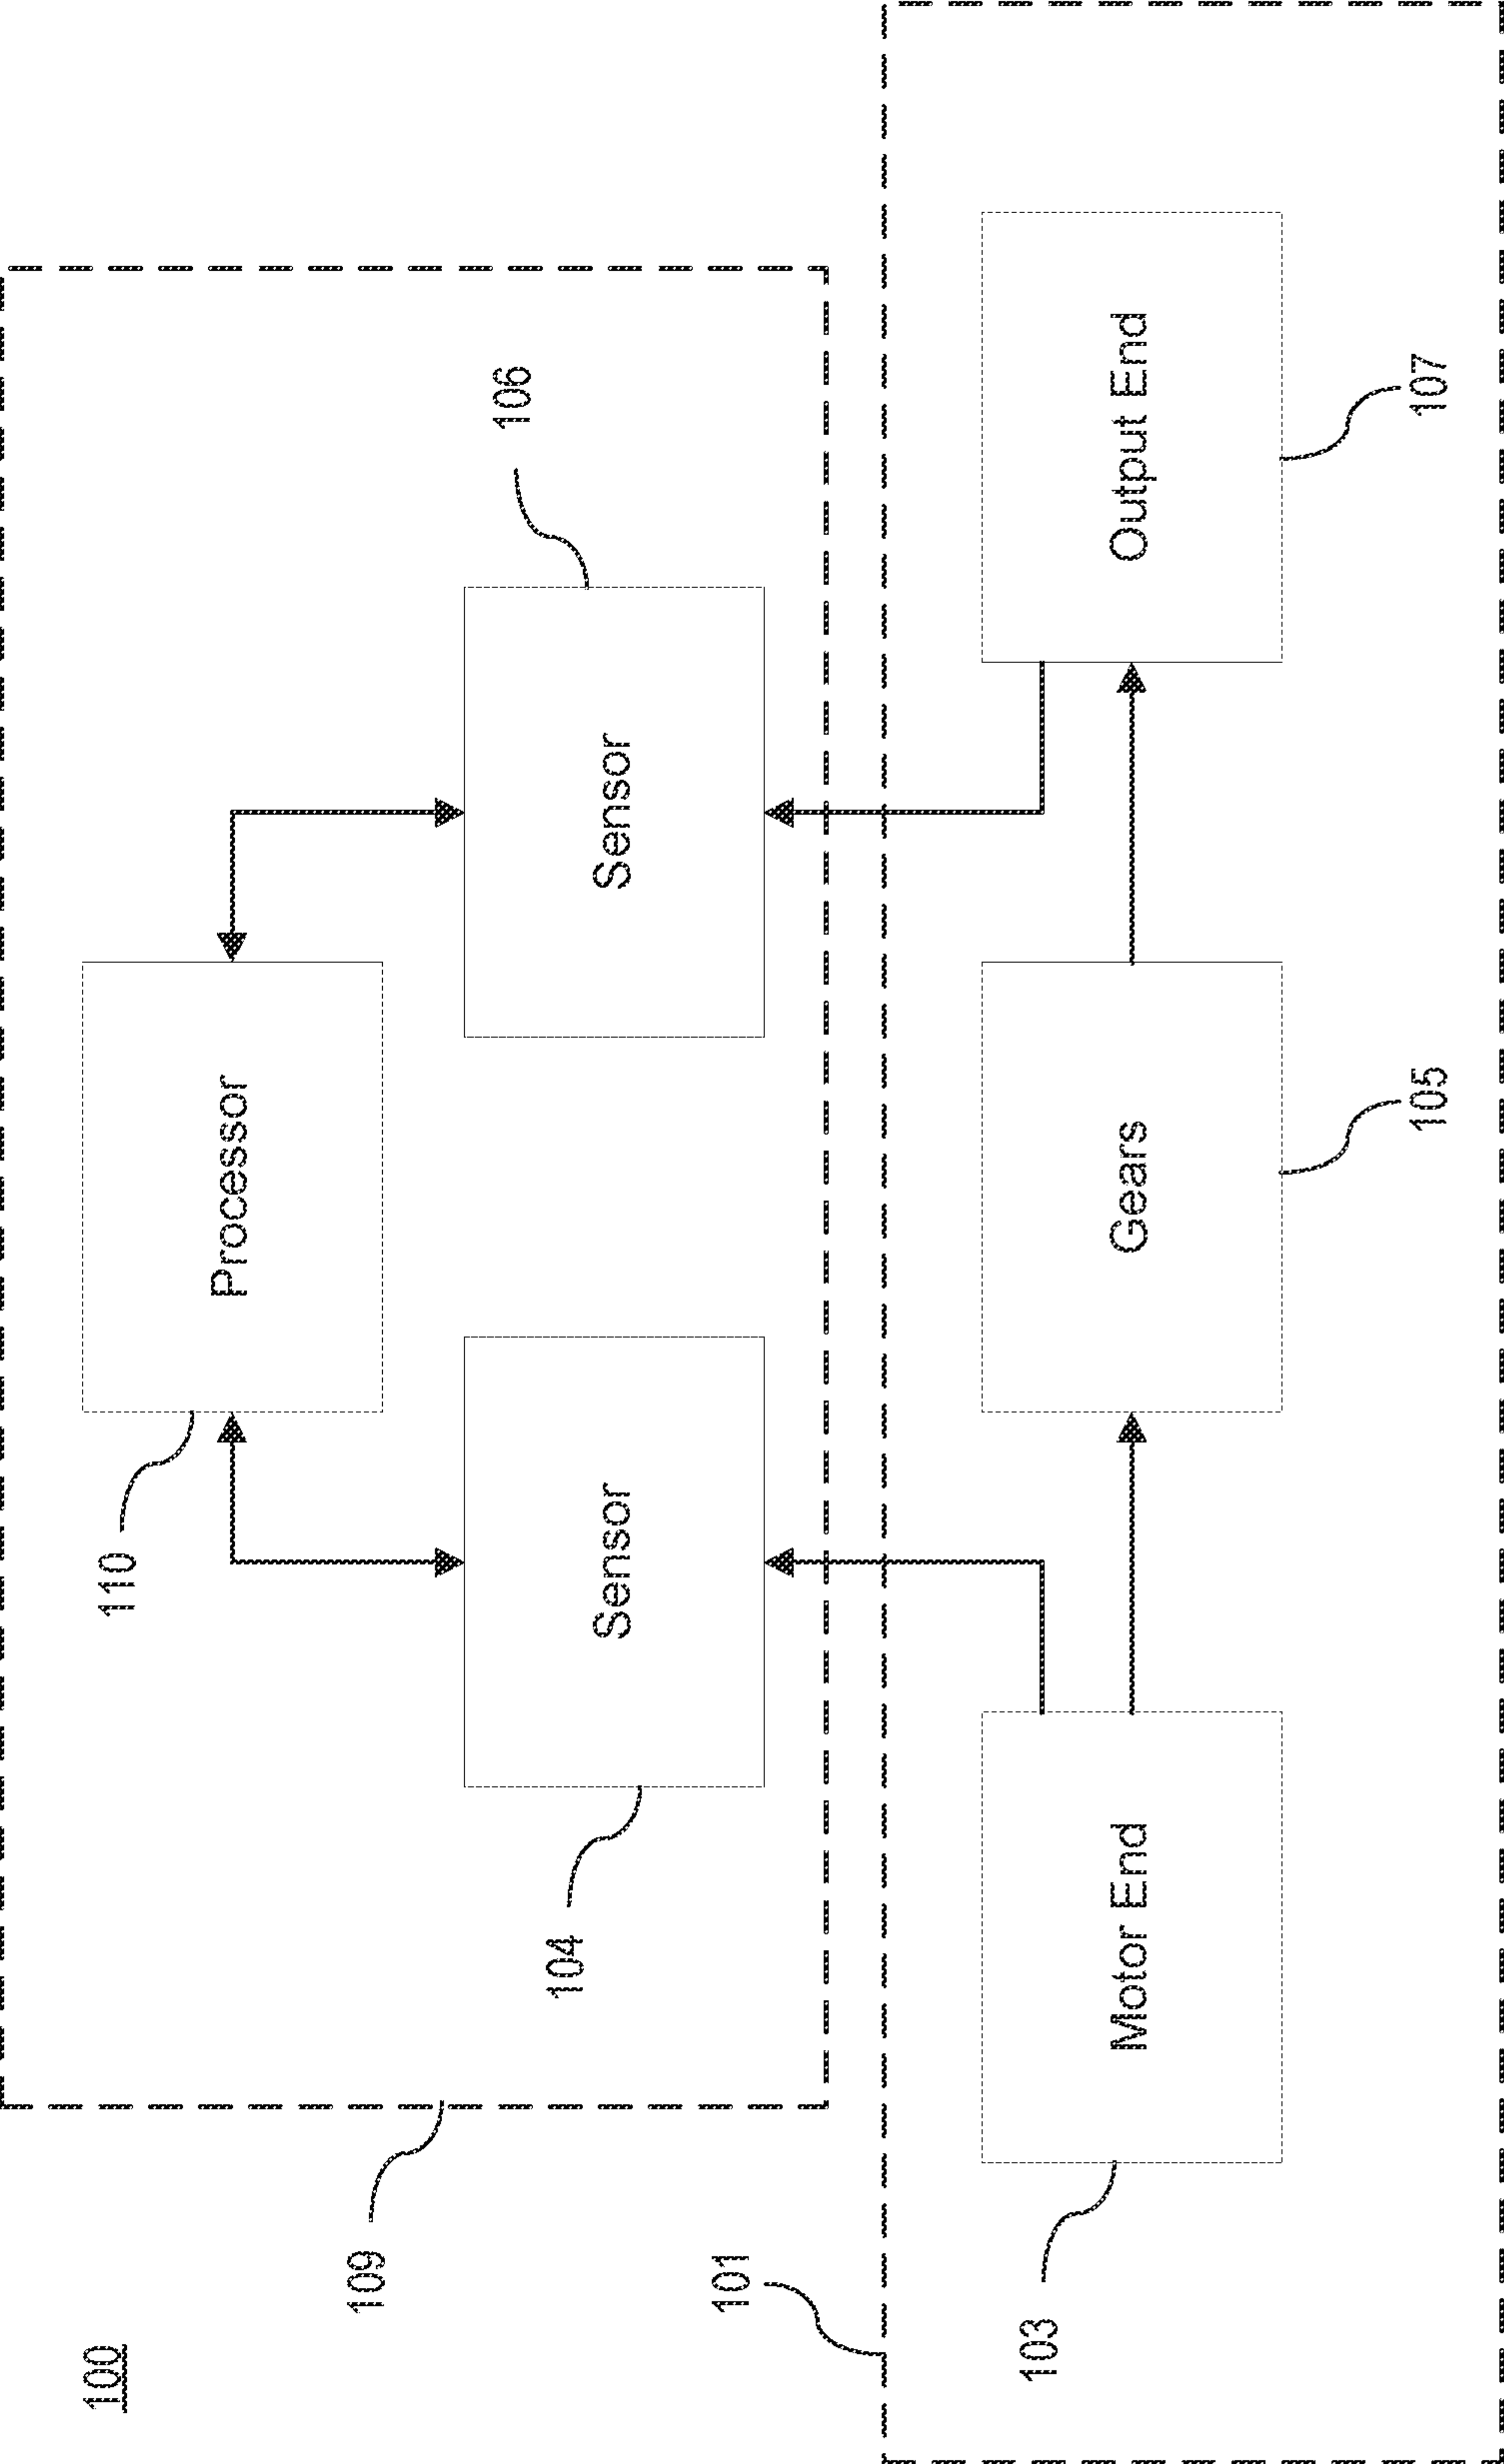 100
110
Processor
109
104
Sensor
Sensor
106
101
103
Motor End
Gears
Output End
105
107